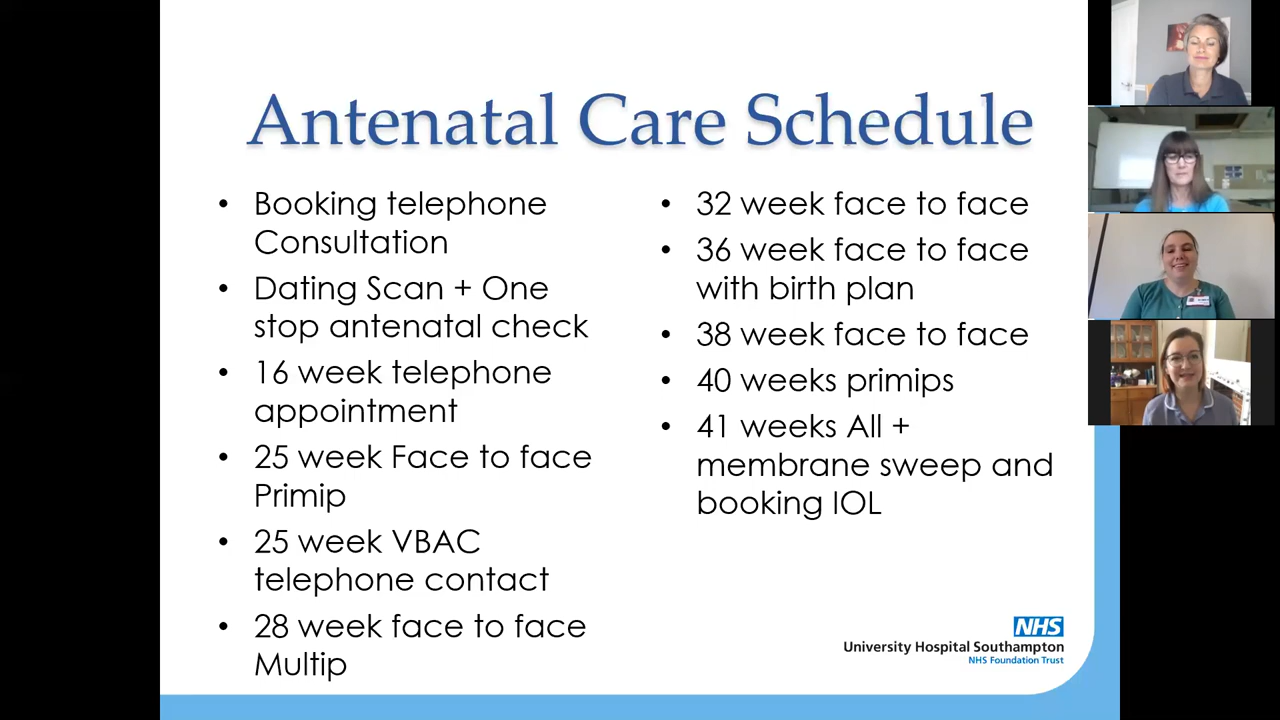 Antenatal Care Schedule
• Booking telephone
Consultation
• Dating Scan + One
stop antenatal check
• 16 week telephone
appointment
• 25 week Face to face
Primip
• 25 week VBAC
telephone contact
• 28 week face to face
Multip
• 32 week face to face
• 36 week face to face
with birth plan
• 38 week face to face
• 40 weeks primips
• 41 weeks All +
membrane sweep and
booking IOL
NHS
University Hospital Southampton
NHS Foundation Trust